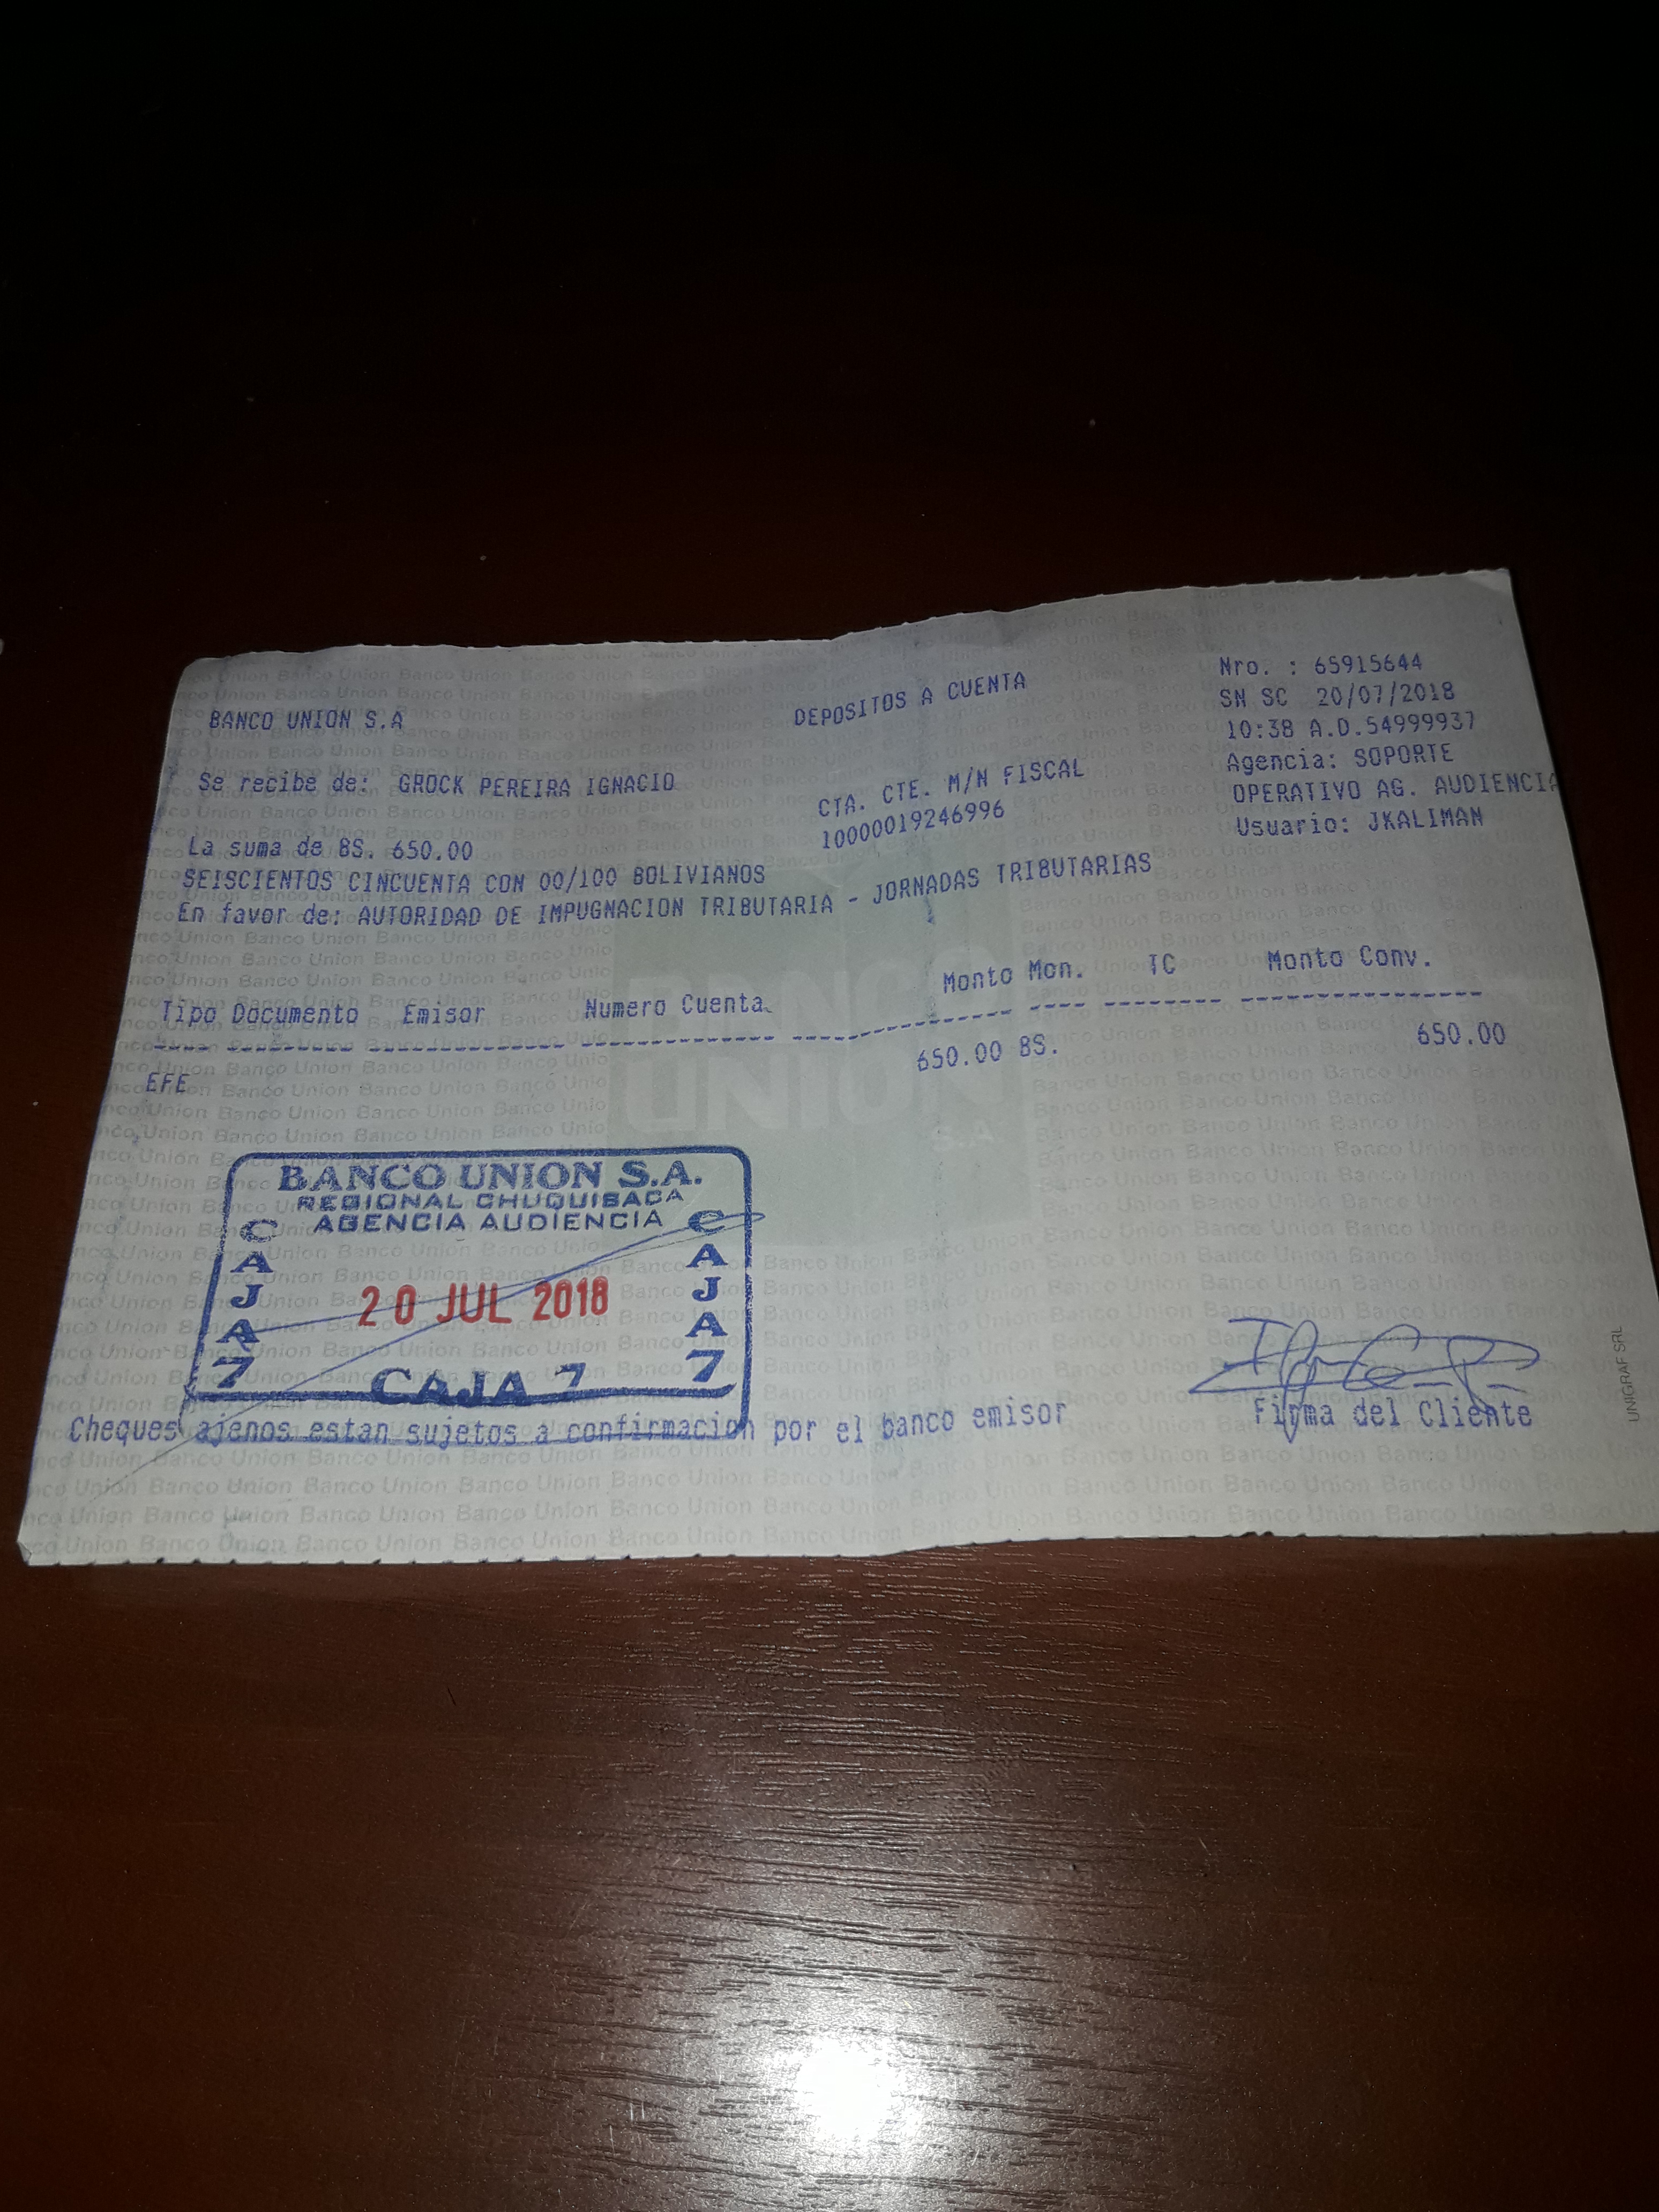 BANCO UNION S.A
DEPOSITOS A CUENTA
Nro. : 65915644
SN SC 20/07/2018
10:38 A.D.54999937
Agencia: SOPORTE
OPERATIVO AG. AUDIENCIA
Usuario: JKALIMAN
Se recibe de: GROCK PEREIRA IGNACIO
CTA. CTE. M/N FISCAL
10000019246996
La suma de BS. 650.00
SEISCIENTOS CINCUENTA CON 00/100 BOLIVIANOS
En favor de: AUTORIDAD DE IMPUGNACION TRIBUTARIA - JORNADAS TRIBUTARIAS
Tipo Documento Emisor Numero Cuenta Monto Mon. TC Monto Conv.
EFE 650.00 BS. 650.00
BANCO UNION S.A.
REGIONAL CHUQUISACA
AGENCIA AUDIENCIA
CAJA 7
20 JUL 2018
CAJA 7
CAJA 7
Firma del Cliente
Cheques ajenos estan sujetos a confirmacion por el banco emisor
UNIGRAF SRL
BANCO
UNION
S.A.